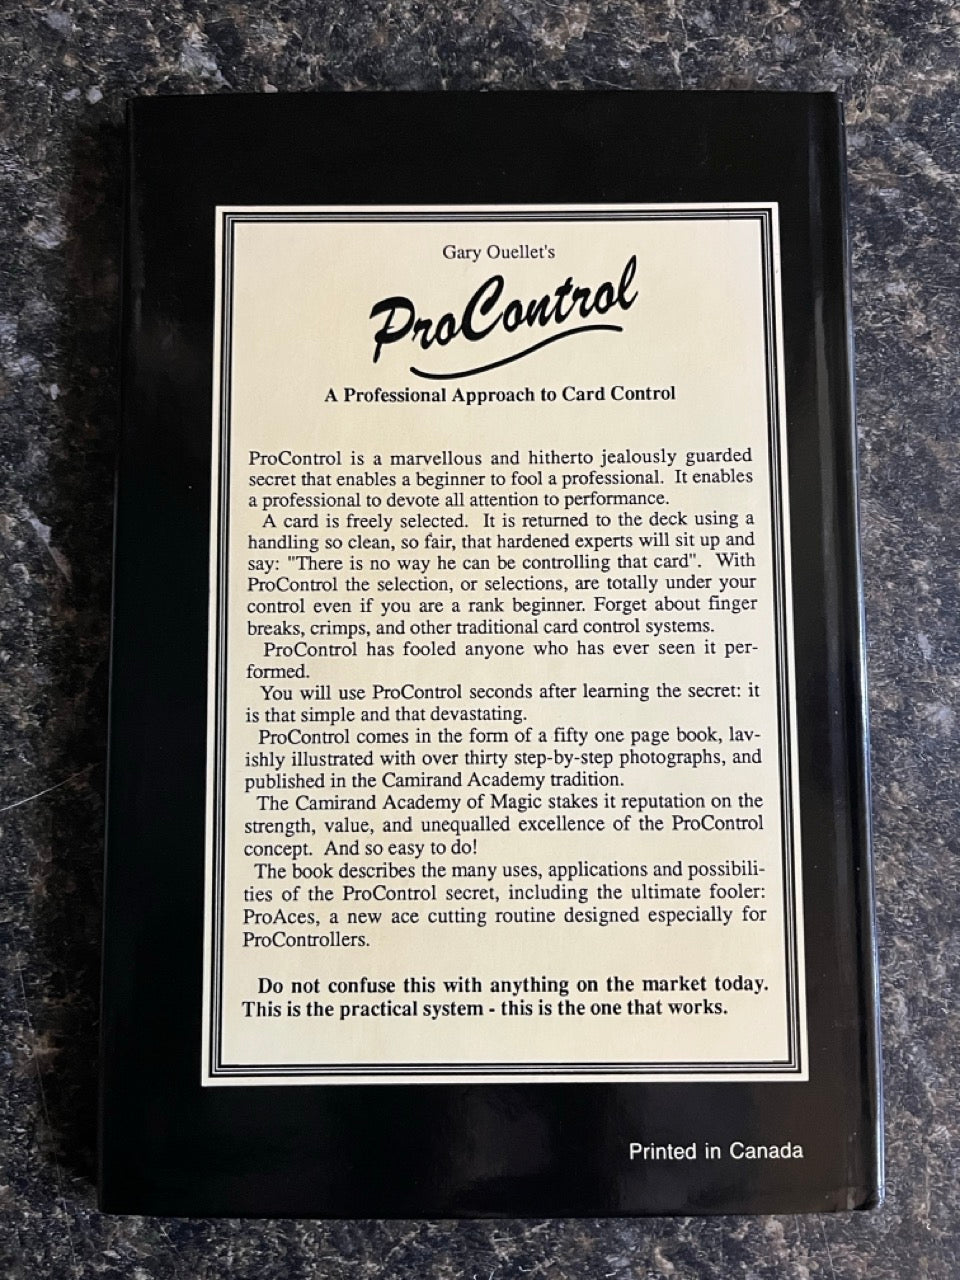 Gary Ouellet's
ProControl
A Professional Approach to Card Control
ProControl is a marvellous and hitherto jealously guarded
secret that enables a beginner to fool a professional. It enables
a professional to devote all attention to performance.
A card is freely selected. It is returned to the deck using a
handling so clean, so fair, that hardened experts will sit up and
say: "There is no way he can be controlling that card". With
ProControl the selection, or selections, are totally under your
control even if you are a rank beginner. Forget about finger
breaks, crimps, and other traditional card control systems.
ProControl has fooled anyone who has ever seen it per-
formed.
You will use ProControl seconds after learning the secret: it
is that simple and that devastating.
ProControl comes in the form of a fifty one page book, lav-
ishly illustrated with over thirty step-by-step photographs, and
published in the Camirand Academy tradition.
The Camirand Academy of Magic stakes it reputation on the
strength, value, and unequalled excellence of the ProControl
concept. And so easy to do!
The book describes the many uses, applications and possibili-
ties of the ProControl secret, including the ultimate fooler:
ProAces, a new ace cutting routine designed especially for
ProControllers.
Do not confuse this with anything on the market today.
This is the practical system - this is the one that works.
Printed in Canada